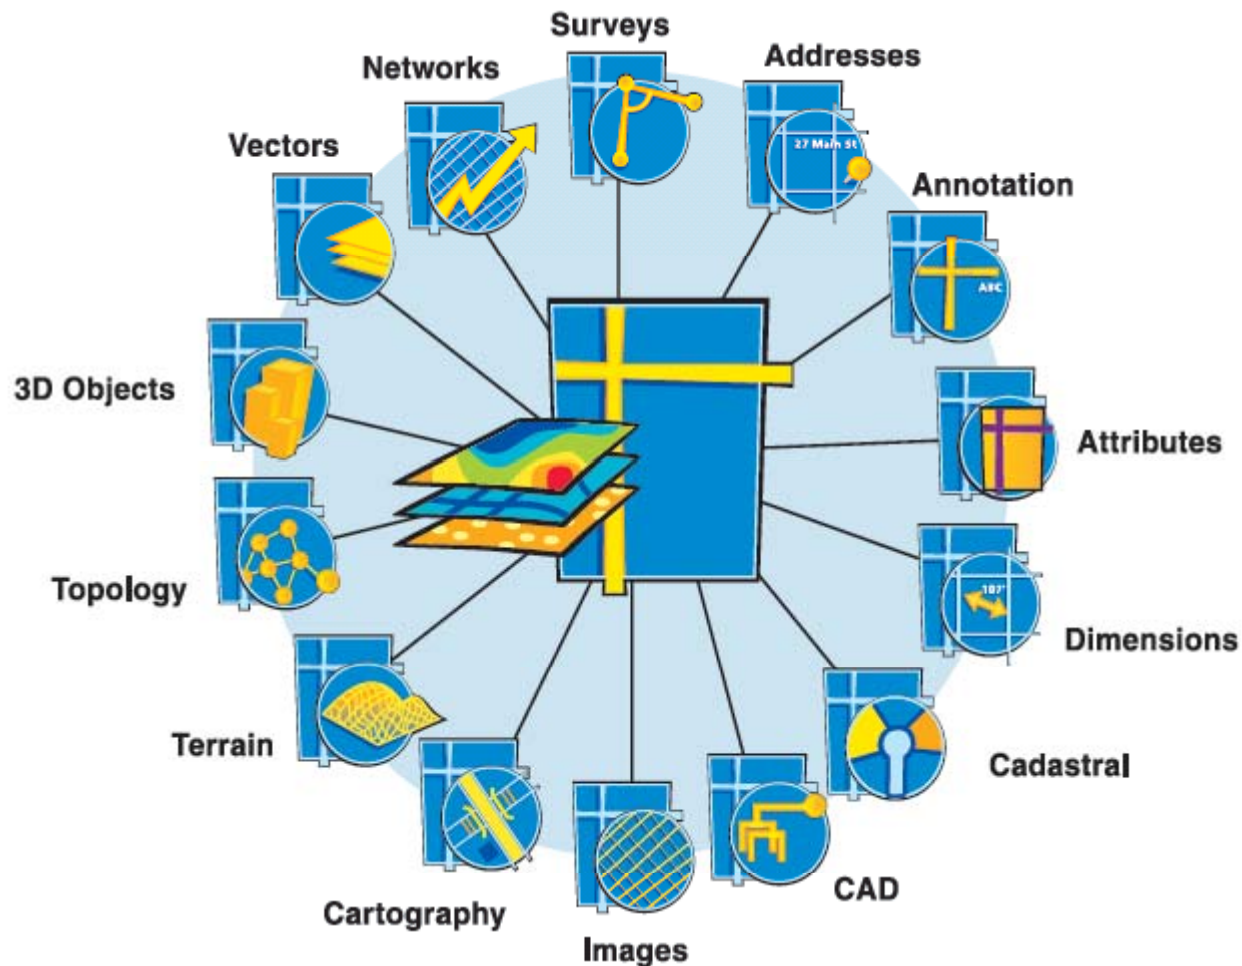 Surveys
Addresses
27 Main St
Annotation
ABC
Attributes
Dimensions
Cadastral
CAD
Images
Cartography
Terrain
Topology
3D Objects
Vectors
Networks